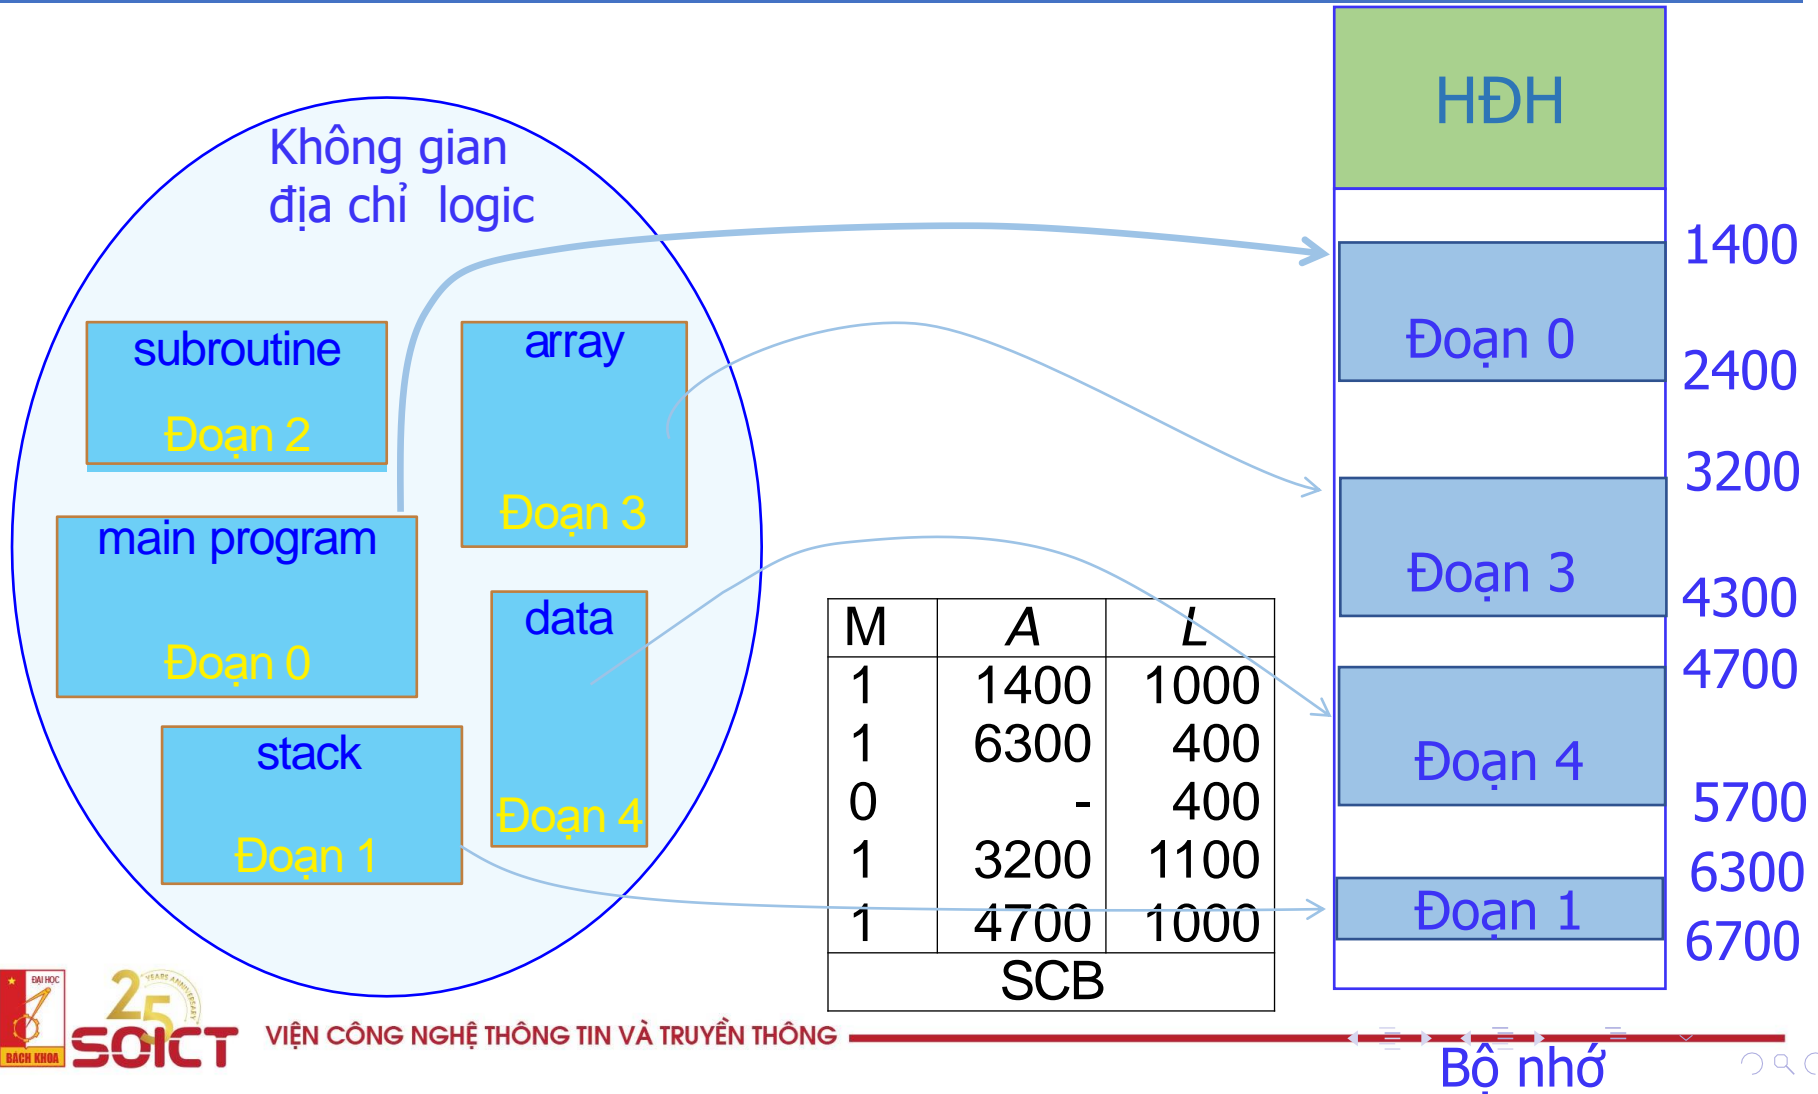 Không gian
địa chỉ logic
subroutine
Đoạn 2
array
Đoạn 3
main program
Đoạn 0
data
Đoạn 4
stack
Đoạn 1
M A L
1 1400 1000
1 6300 400
0 - 400
1 3200 1100
1 4700 1000
SCB
HĐH
1400
Đoạn 0
2400
3200
Đoạn 3
4300
4700
Đoạn 4
5700
6300
Đoạn 1
6700
Bộ nhớ
ĐẠI HỌC
BÁCH KHOA
25
YEARS ANNIVERSARY
SOICT
VIỆN CÔNG NGHỆ THÔNG TIN VÀ TRUYỀN THÔNG